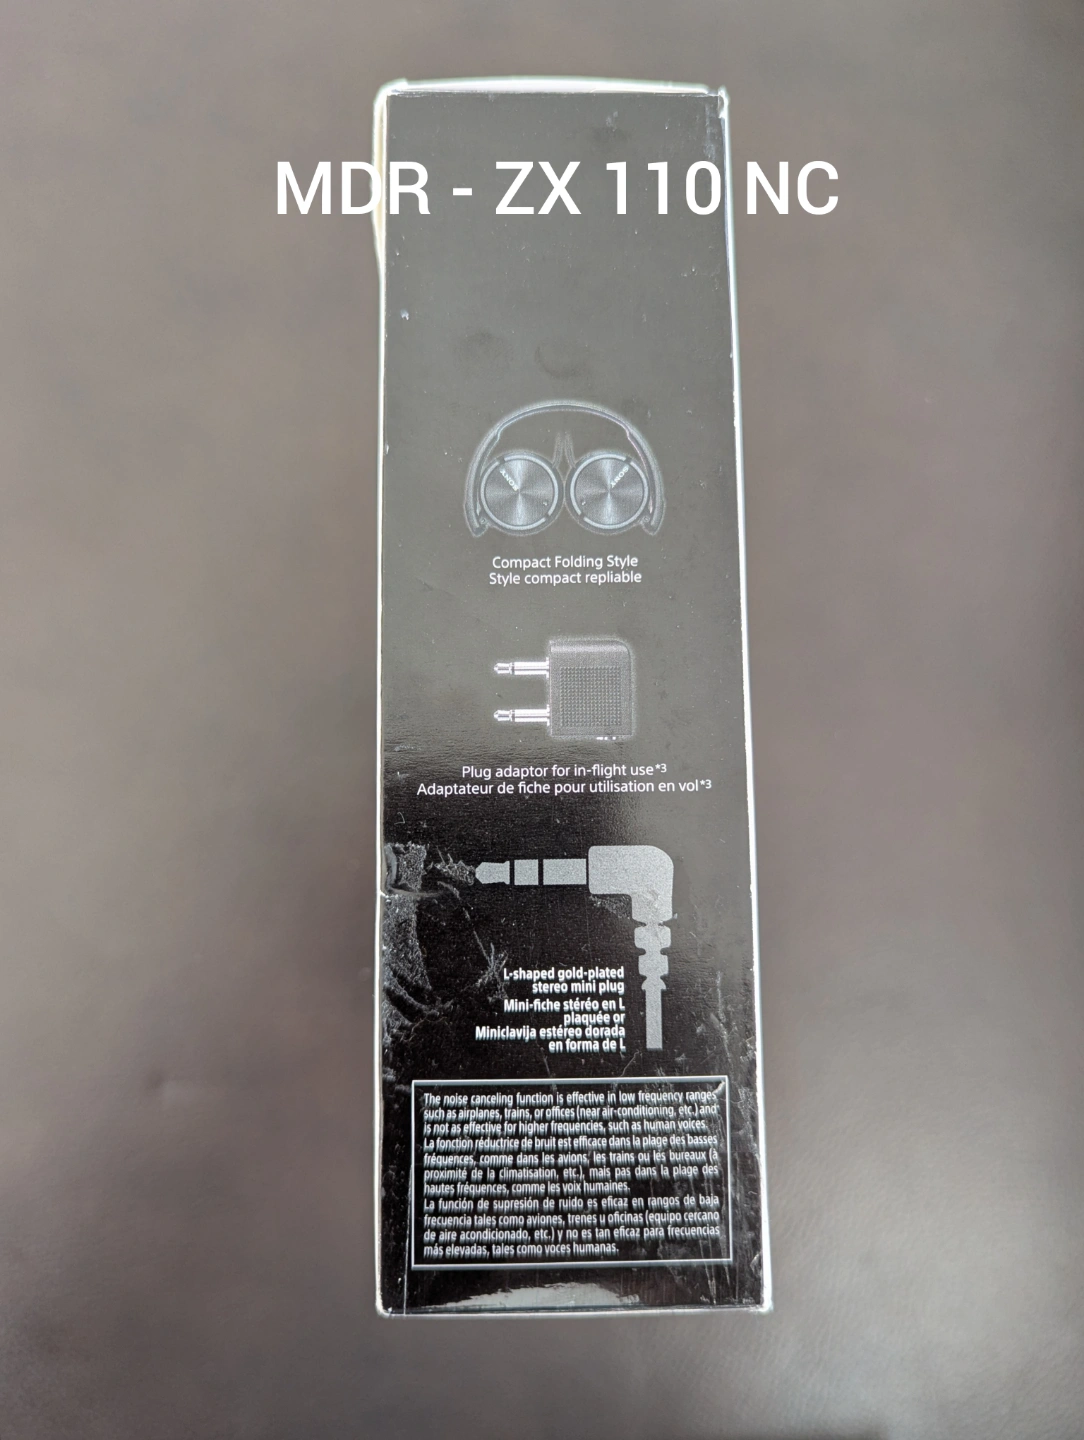 MDR - ZX 110 NC
SONY SONY
Compact Folding Style
Style compact repliable
Plug adaptor for in-flight use*3
Adaptateur de fiche pour utilisation en vol*3
L-shaped gold-plated
stereo mini plug
Mini-fiche stéréo en L
plaquée or
Miniclavija estéreo dorada
en forma de L
The noise canceling function is effective in low frequency ranges
such as airplanes, trains, or offices (near air-conditioning, etc.) and
is not as effective for higher frequencies, such as human voices.
La fonction réductrice de bruit est efficace dans la plage des basses
fréquences, comme dans les avions, les trains ou les bureaux (à
proximité de la climatisation, etc.), mais pas dans la plage des
hautes fréquences, comme les voix humaines.
La función de supresión de ruido es eficaz en rangos de baja
frecuencia tales como aviones, trenes u oficinas (equipo cercano
de aire acondicionado, etc.) y no es tan eficaz para frecuencias
más elevadas, tales como voces humanas.